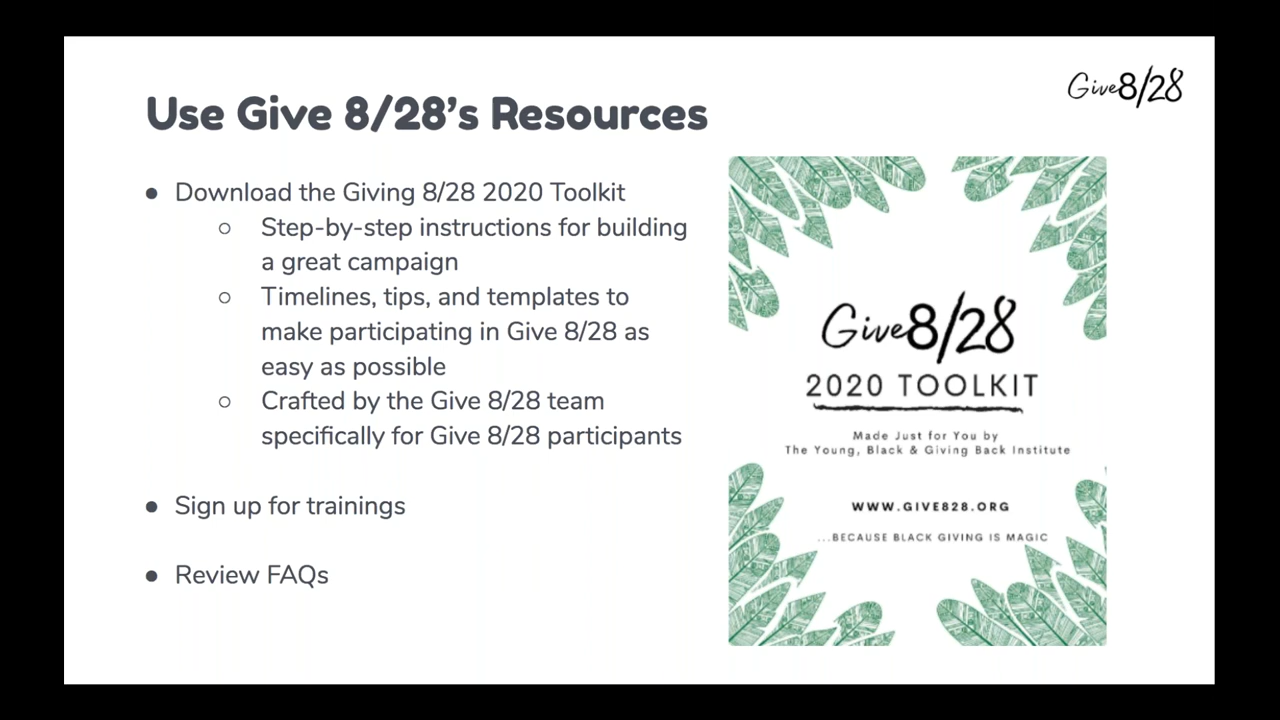 Give8/28
Use Give 8/28’s Resources
● Download the Giving 8/28 2020 Toolkit
○ Step-by-step instructions for building
a great campaign
○ Timelines, tips, and templates to
make participating in Give 8/28 as
easy as possible
○ Crafted by the Give 8/28 team
specifically for Give 8/28 participants
● Sign up for trainings
● Review FAQs
Give8/28
2020 TOOLKIT
Made Just for You by
The Young, Black & Giving Back Institute
WWW.GIVE828.ORG
...BECAUSE BLACK GIVING IS MAGIC